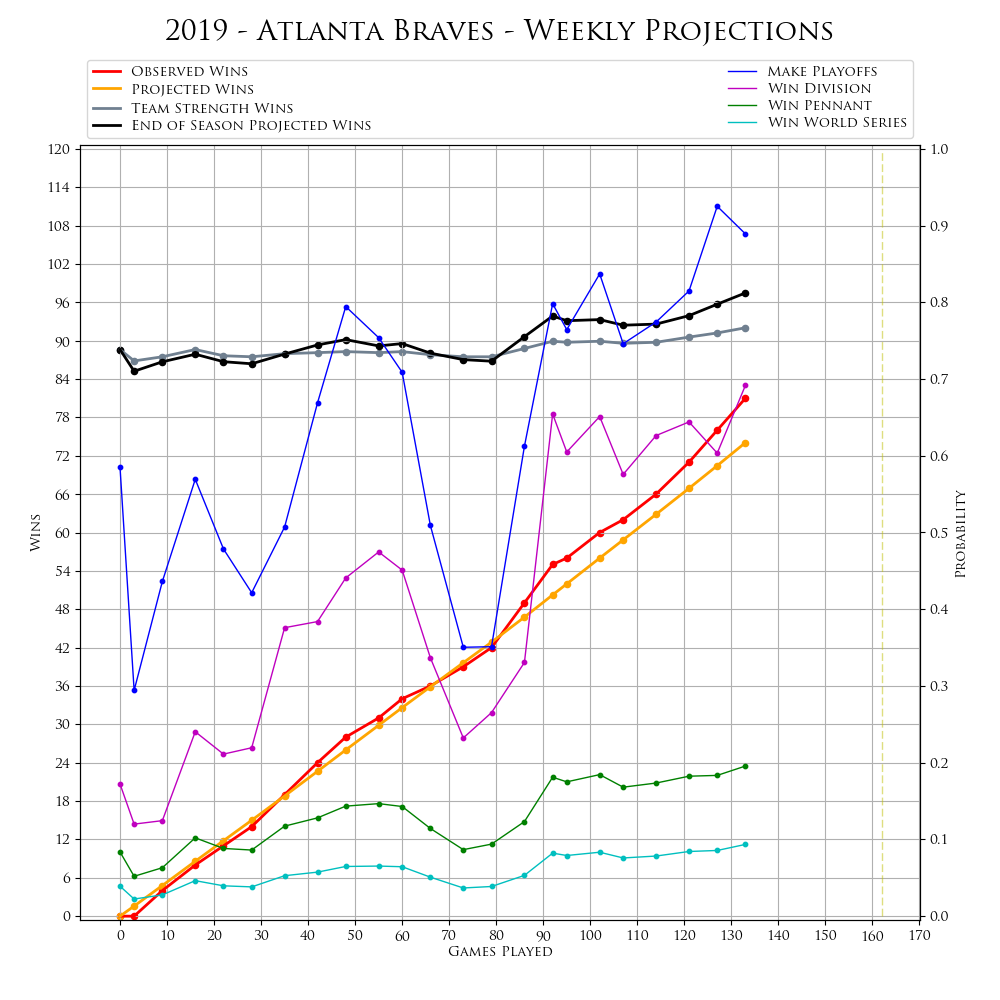 2019 - Atlanta Braves - Weekly Projections
Observed Wins
Projected Wins
Team Strength Wins
End of Season Projected Wins
Make Playoffs
Win Division
Win Pennant
Win World Series
120
114
108
102
96
90
84
78
72
66
60
54
48
42
36
30
24
18
12
6
0
Wins
1.0
0.9
0.8
0.7
0.6
0.5
0.4
0.3
0.2
0.1
0.0
Probability
0 10 20 30 40 50 60 70 80 90 100 110 120 130 140 150 160 170
Games Played